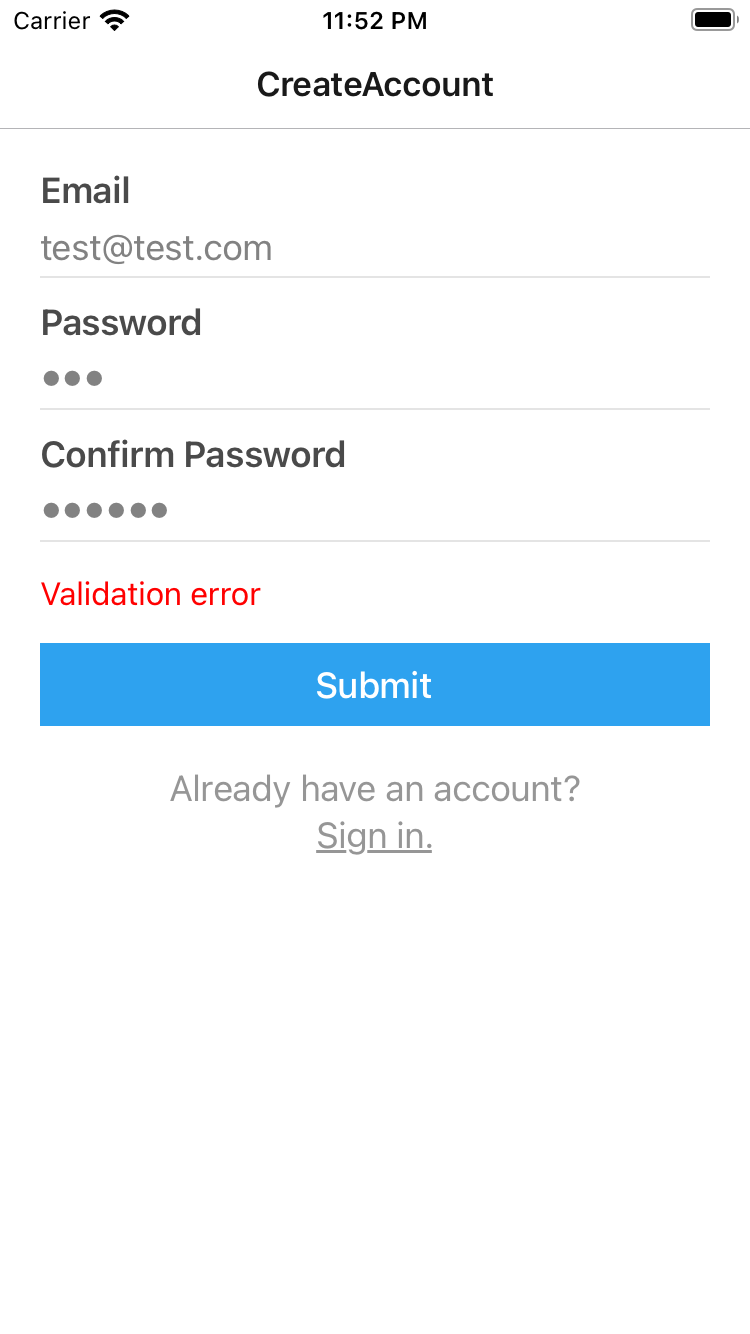 Carrier 11:52 PM
CreateAccount
Email
test@test.com
Password
•••
Confirm Password
••••••
Validation error
Submit
Already have an account?
Sign in.